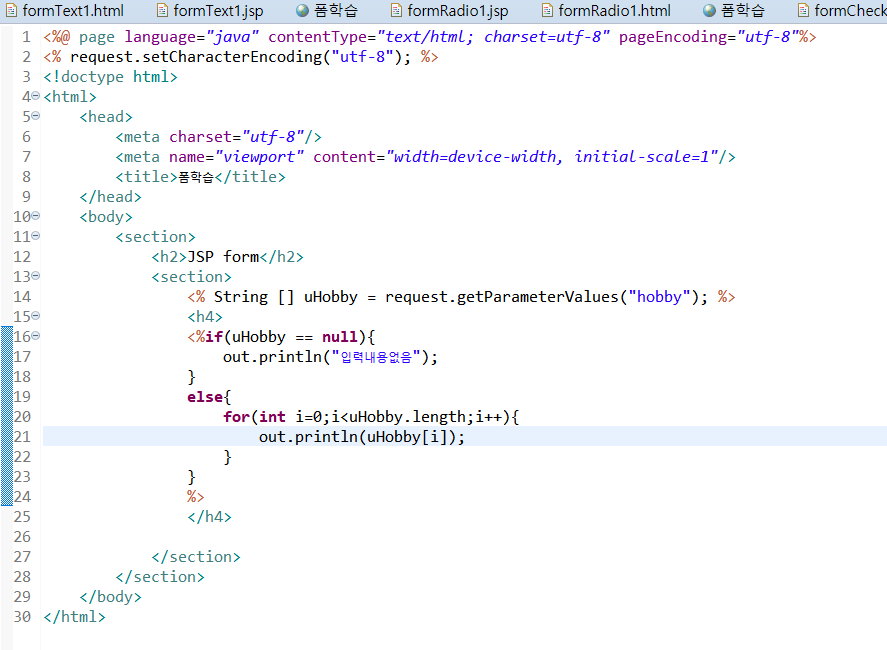 formText1.html formText1.jsp 폼학습 formRadio1.jsp formRadio1.html 폼학습 formCheck
1 <%@ page language="java" contentType="text/html; charset=utf-8" pageEncoding="utf-8"%>
2 <% request.setCharacterEncoding("utf-8"); %>
3 <!doctype html>
4 <html>
5 <head>
6 <meta charset="utf-8"/>
7 <meta name="viewport" content="width=device-width, initial-scale=1"/>
8 <title>폼학습</title>
9 </head>
10 <body>
11 <section>
12 <h2>JSP form</h2>
13 <section>
14 <% String [] uHobby = request.getParameterValues("hobby"); %>
15 <h4>
16 <%if(uHobby == null){
17 out.println("입력내용없음");
18 }
19 else{
20 for(int i=0;i<uHobby.length;i++){
21 out.println(uHobby[i]);
22 }
23 }
24 %>
25 </h4>
26
27 </section>
28 </section>
29 </body>
30 </html>